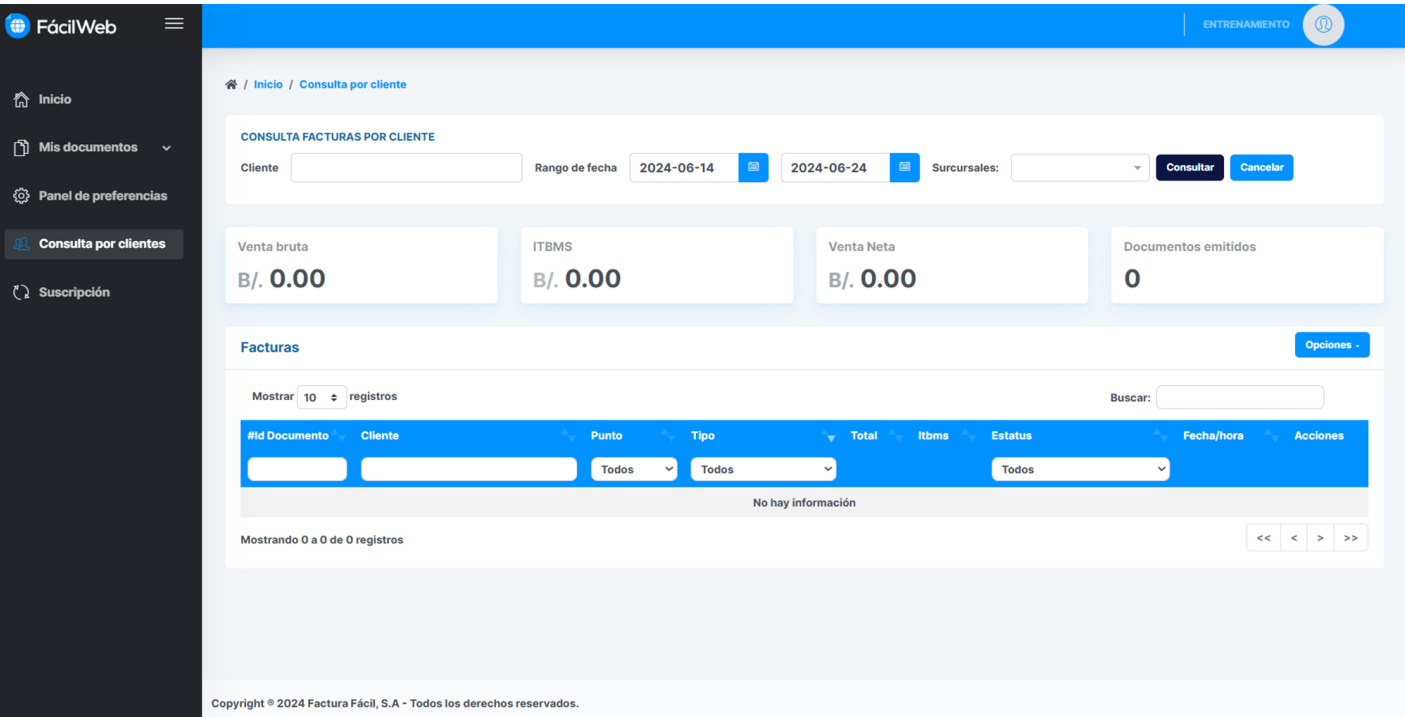 FácilWeb
ENTRENAMIENTO
Inicio
Mis documentos
Panel de preferencias
Consulta por clientes
Suscripción
/ Inicio / Consulta por cliente
CONSULTA FACTURAS POR CLIENTE
Cliente Rango de fecha 2024-06-14 2024-06-24 Surcursales: Consultar Cancelar
Venta bruta ITBMS Venta Neta Documentos emitidos
B/. 0.00 B/. 0.00 B/. 0.00 0
Facturas Opciones -
Mostrar 10 registros Buscar:
#Id Documento Cliente Punto Tipo Total Itbms Estatus Fecha/hora Acciones
Todos Todos Todos
No hay información
Mostrando 0 a 0 de 0 registros << < > >>
Copyright © 2024 Factura Fácil, S.A - Todos los derechos reservados.